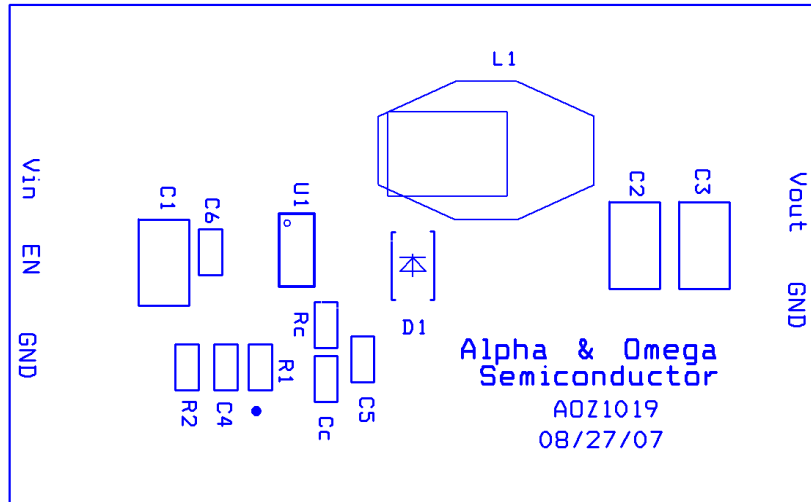 L1
Vin
EN
GND
C1
C6
U1
C2
C3
Vout
GND
D1
Rc
Cc
C5
R1
C4
R2
Alpha & Omega
Semiconductor
AOZ1019
08/27/07